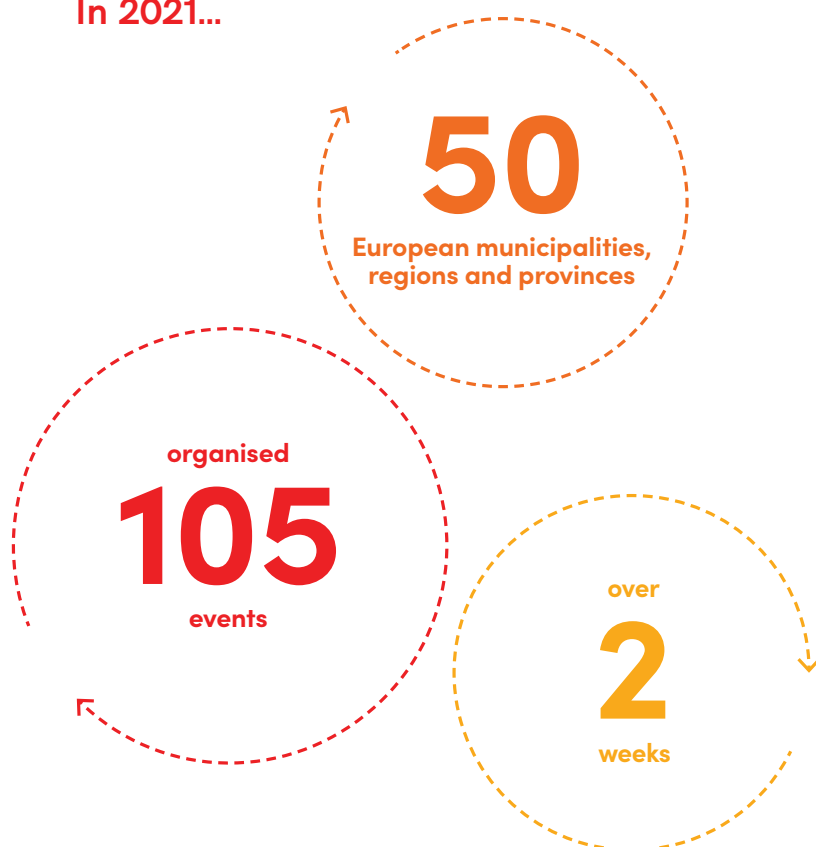 In 2021...
50
European municipalities,
regions and provinces
organised
105
events
over
2
weeks